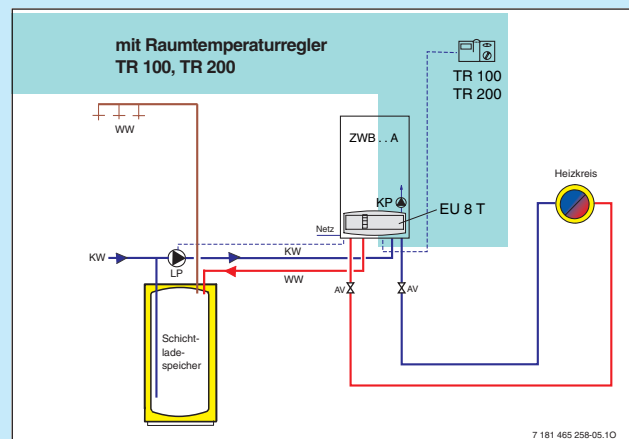 mit Raumtemperaturregler
TR 100, TR 200
TR 100
TR 200
WW
ZWB . . A
Heizkreis
KP
EU 8 T
Netz
KW
LP
KW
WW
AV
AV
Schicht-
lade-
speicher
7 181 465 258-05.1O